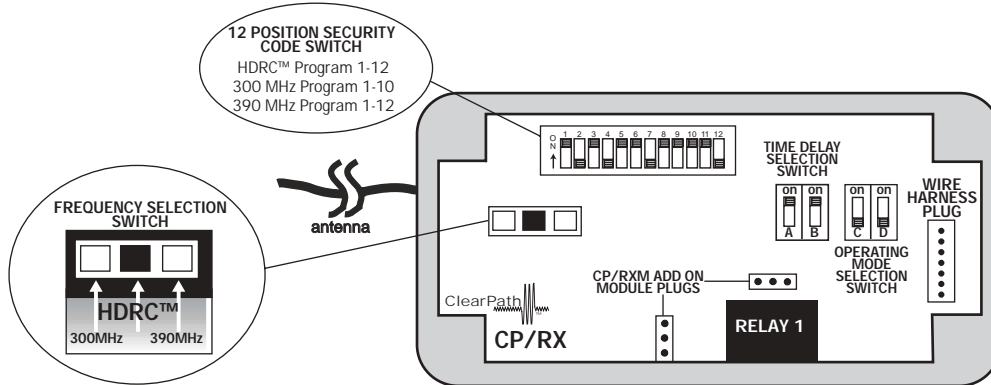 12 POSITION SECURITY
CODE SWITCH
HDRC™ Program 1-12
300 MHz Program 1-10
390 MHz Program 1-12
O
N
1 2 3 4 5 6 7 8 9 10 11 12
TIME DELAY
SELECTION
SWITCH
on on
A B
on on
C D
WIRE
HARNESS
PLUG
OPERATING
MODE
SELECTION
SWITCH
antenna
FREQUENCY SELECTION
SWITCH
HDRC™
300MHz 390MHz
CP/RXM ADD ON
MODULE PLUGS
ClearPath
CP/RX
RELAY 1